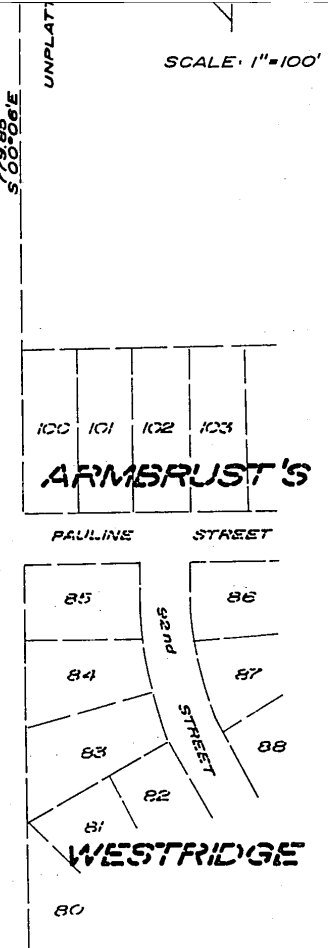 UNPLATT
SCALE: 1"=100'
S 00°06'E
100 101 102 103
ARMBRUST'S
PAULINE STREET
85 86
92nd
84 87
STREET
83 88
82
81
WESTRIDGE
80